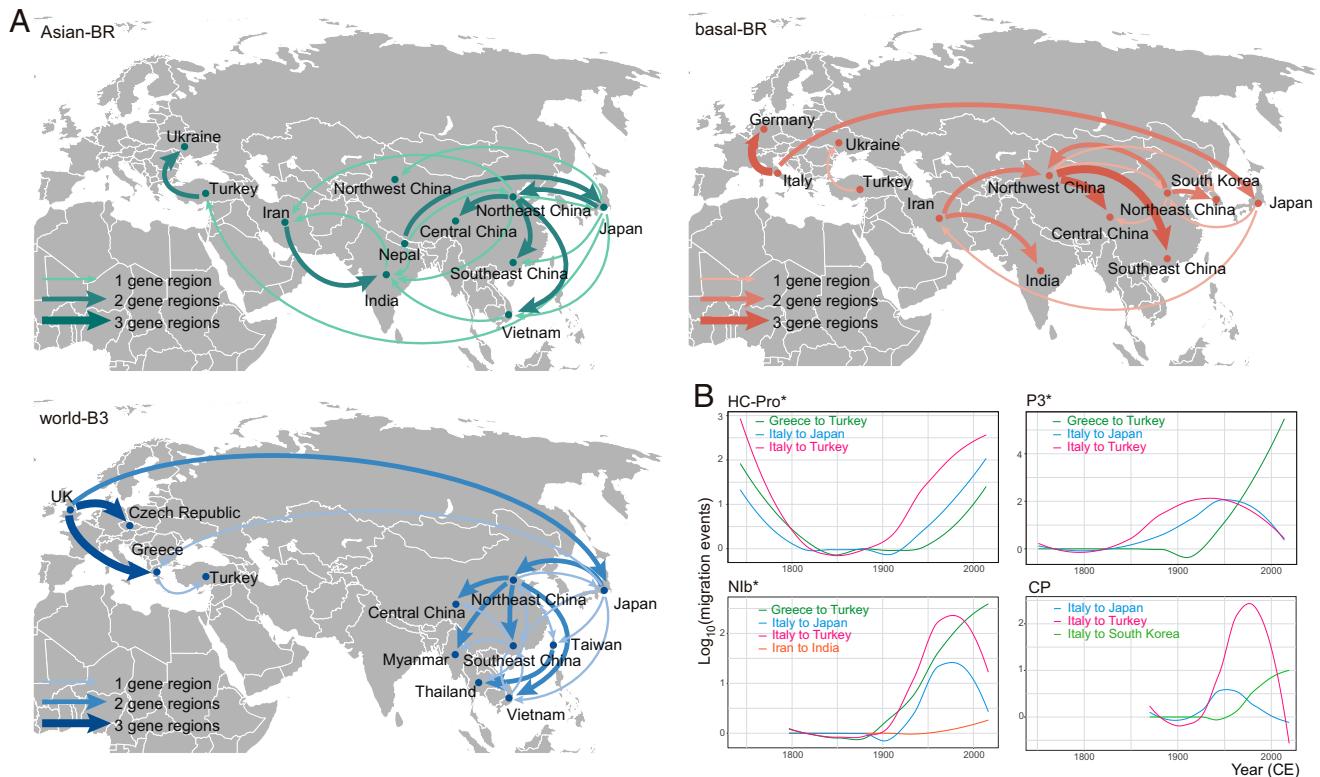 A
Asian-BR
Ukraine
Turkey
Northwest China
Iran
Northeast China
Central China
Japan
Nepal
Southeast China
India
Vietnam
1 gene region
2 gene regions
3 gene regions
basal-BR
Germany
Ukraine
Italy
Turkey
Northwest China
South Korea
Iran
Northeast China
Japan
Central China
Southeast China
India
1 gene region
2 gene regions
3 gene regions
world-B3
UK
Czech Republic
Greece
Turkey
Northeast China
Japan
Central China
Taiwan
Myanmar
Southeast China
Thailand
Vietnam
1 gene region
2 gene regions
3 gene regions
B
Log10(migration events)
HC-Pro*
Greece to Turkey
Italy to Japan
Italy to Turkey
3
2
1
0
1800
1900
2000
P3*
Greece to Turkey
Italy to Japan
Italy to Turkey
4
2
0
1800
1900
2000
NIb*
Greece to Turkey
Italy to Japan
Italy to Turkey
Iran to India
2
1
0
1800
1900
2000
CP
Italy to Japan
Italy to Turkey
Italy to South Korea
2
1
0
1800
1900
2000
Year (CE)